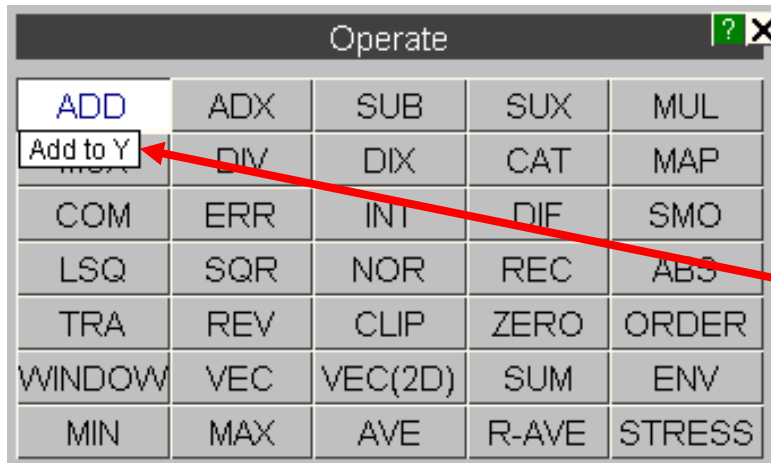 Operate ?
ADD ADX SUB SUX MUL
Add to Y DIV DIX CAT MAP
COM ERR INT DIF SMO
LSQ SQR NOR REC ABS
TRA REV CLIP ZERO ORDER
WINDOW VEC VEC(2D) SUM ENV
MIN MAX AVE R-AVE STRESS